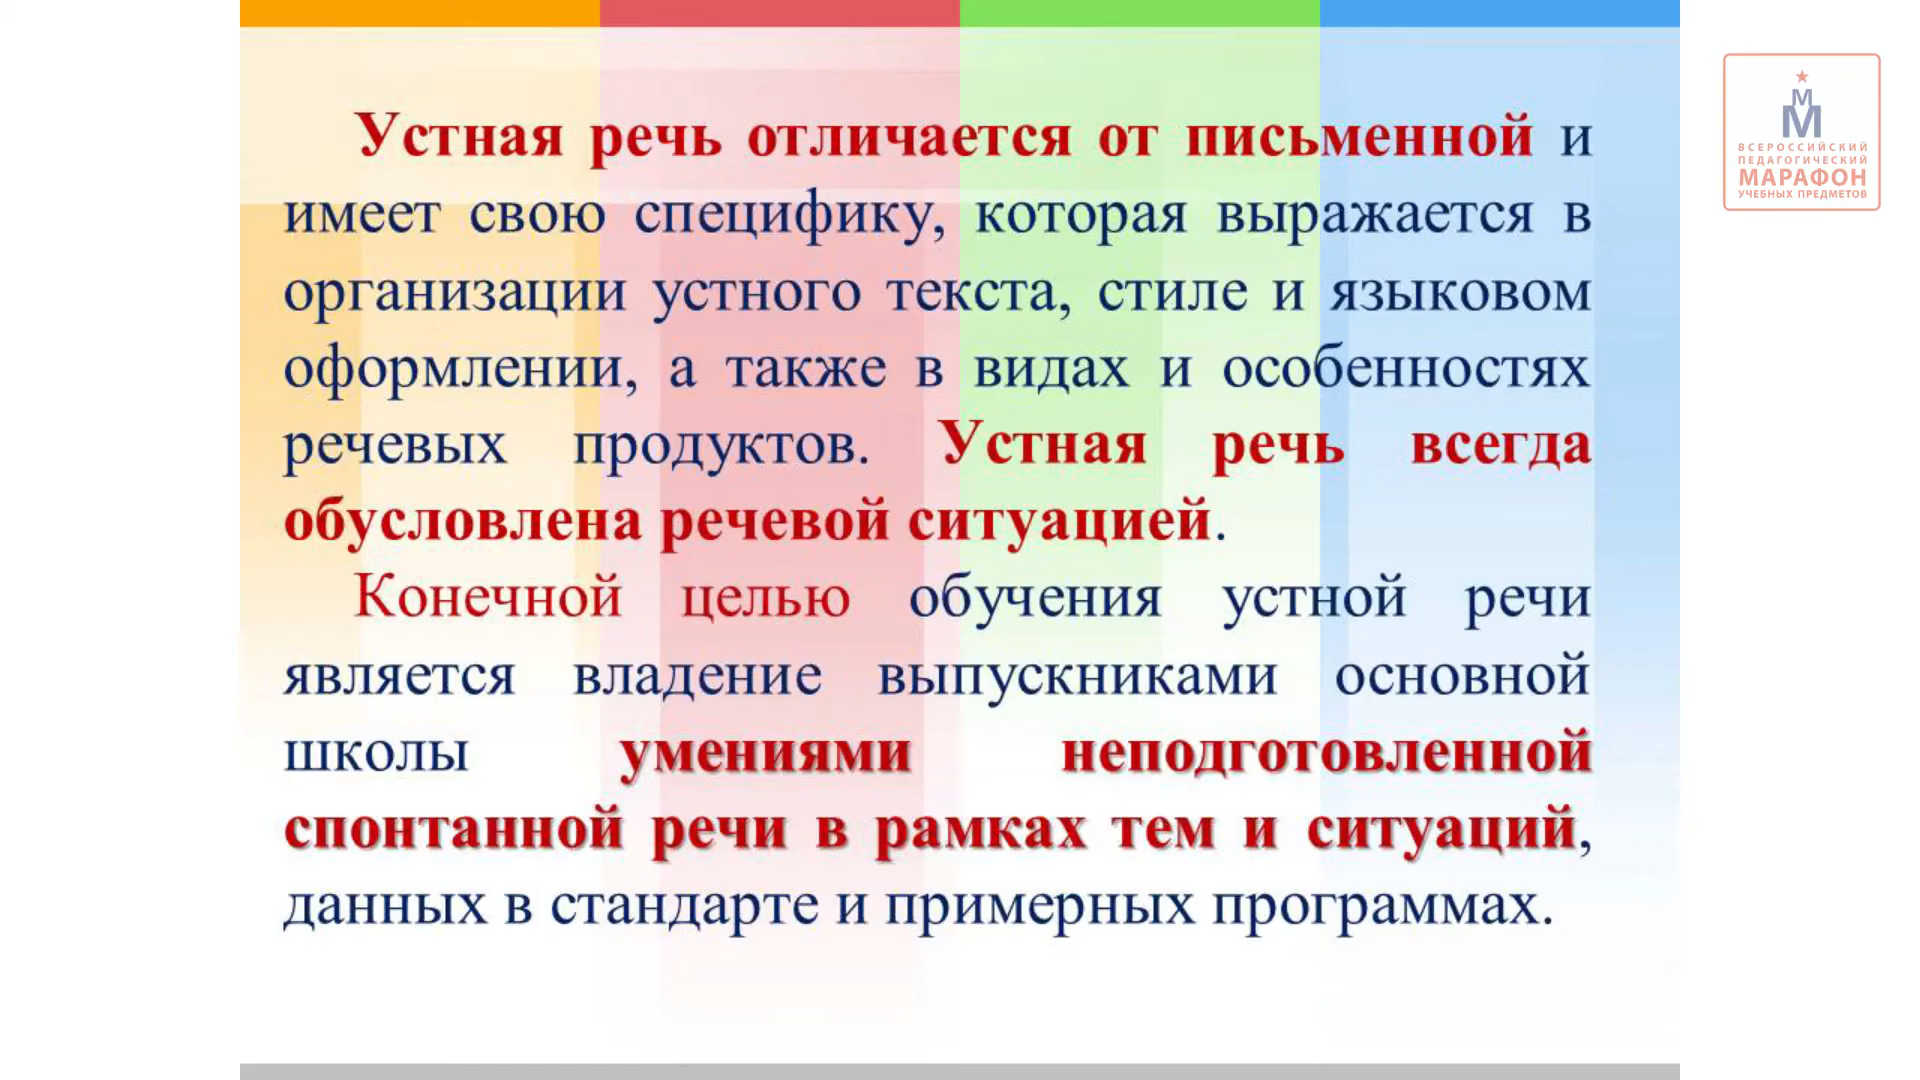 Устная речь отличается от письменной и
имеет свою специфику, которая выражается в
организации устного текста, стиле и языковом
оформлении, а также в видах и особенностях
речевых продуктов. Устная речь всегда
обусловлена речевой ситуацией.
Конечной целью обучения устной речи
является владение выпускниками основной
школы умениями неподготовленной
спонтанной речи в рамках тем и ситуаций,
данных в стандарте и примерных программах.
М
М
ВСЕРОССИЙСКИЙ
ПЕДАГОГИЧЕСКИЙ
МАРАФОН
УЧЕБНЫХ ПРЕДМЕТОВ